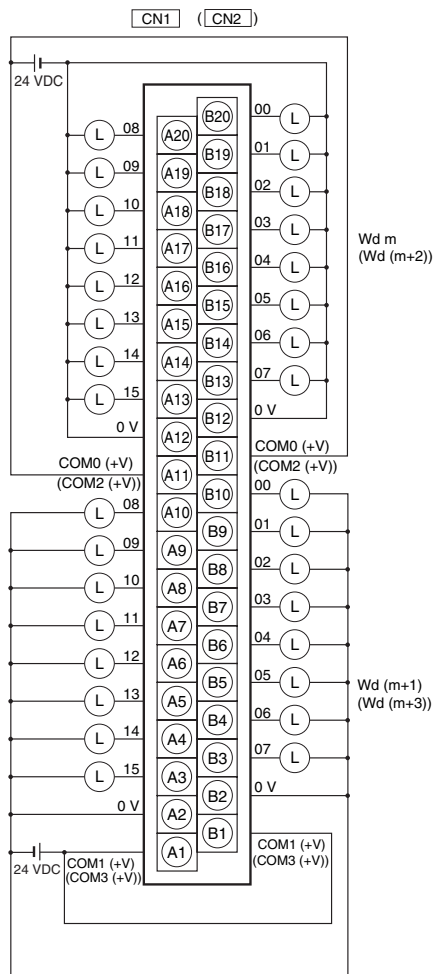 CN1 (CN2)
24 VDC
L 08 A20 B20 00 L
L 09 A19 B19 01 L
L 10 A18 B18 02 L
L 11 A17 B17 03 L
L 12 A16 B16 04 L
L 13 A15 B15 05 L
L 14 A14 B14 06 L
L 15 A13 B13 07 L
0 V A12 B12 0 V
COM0 (+V) A11 B11 COM0 (+V)
(COM2 (+V)) (COM2 (+V))
Wd m
(Wd (m+2))
L 08 A10 B10 00 L
L 09 A9 B9 01 L
L 10 A8 B8 02 L
L 11 A7 B7 03 L
L 12 A6 B6 04 L
L 13 A5 B5 05 L
L 14 A4 B4 06 L
L 15 A3 B3 07 L
0 V A2 B2 0 V
Wd (m+1)
(Wd (m+3))
24 VDC
COM1 (+V) A1 B1 COM1 (+V)
(COM3 (+V)) (COM3 (+V))